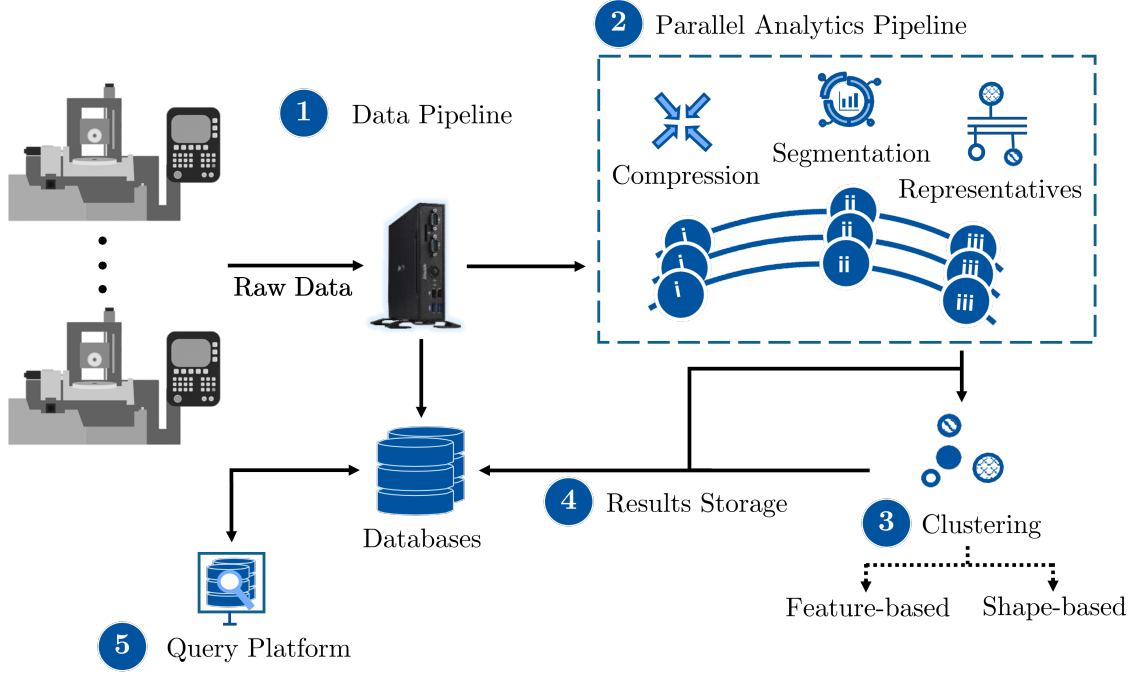 2 Parallel Analytics Pipeline
1 Data Pipeline
Compression
Segmentation
Representatives
i ii iii
i ii iii
i ii iii
Raw Data
Databases
4 Results Storage
3 Clustering
Feature-based
Shape-based
5 Query Platform